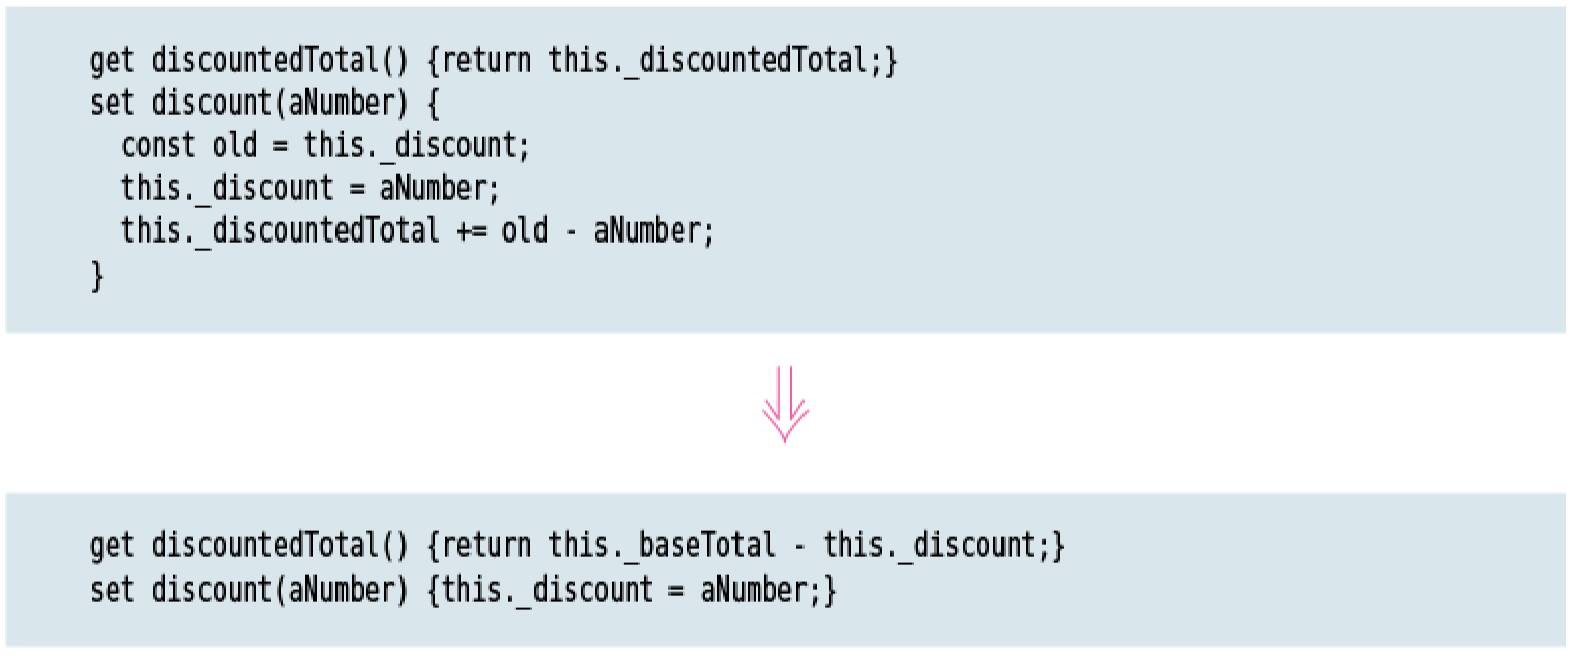 get discountedTotal() {return this._discountedTotal;}
set discount(aNumber) {
  const old = this._discount;
  this._discount = aNumber;
  this._discountedTotal += old - aNumber;
}
get discountedTotal() {return this._baseTotal - this._discount;}
set discount(aNumber) {this._discount = aNumber;}